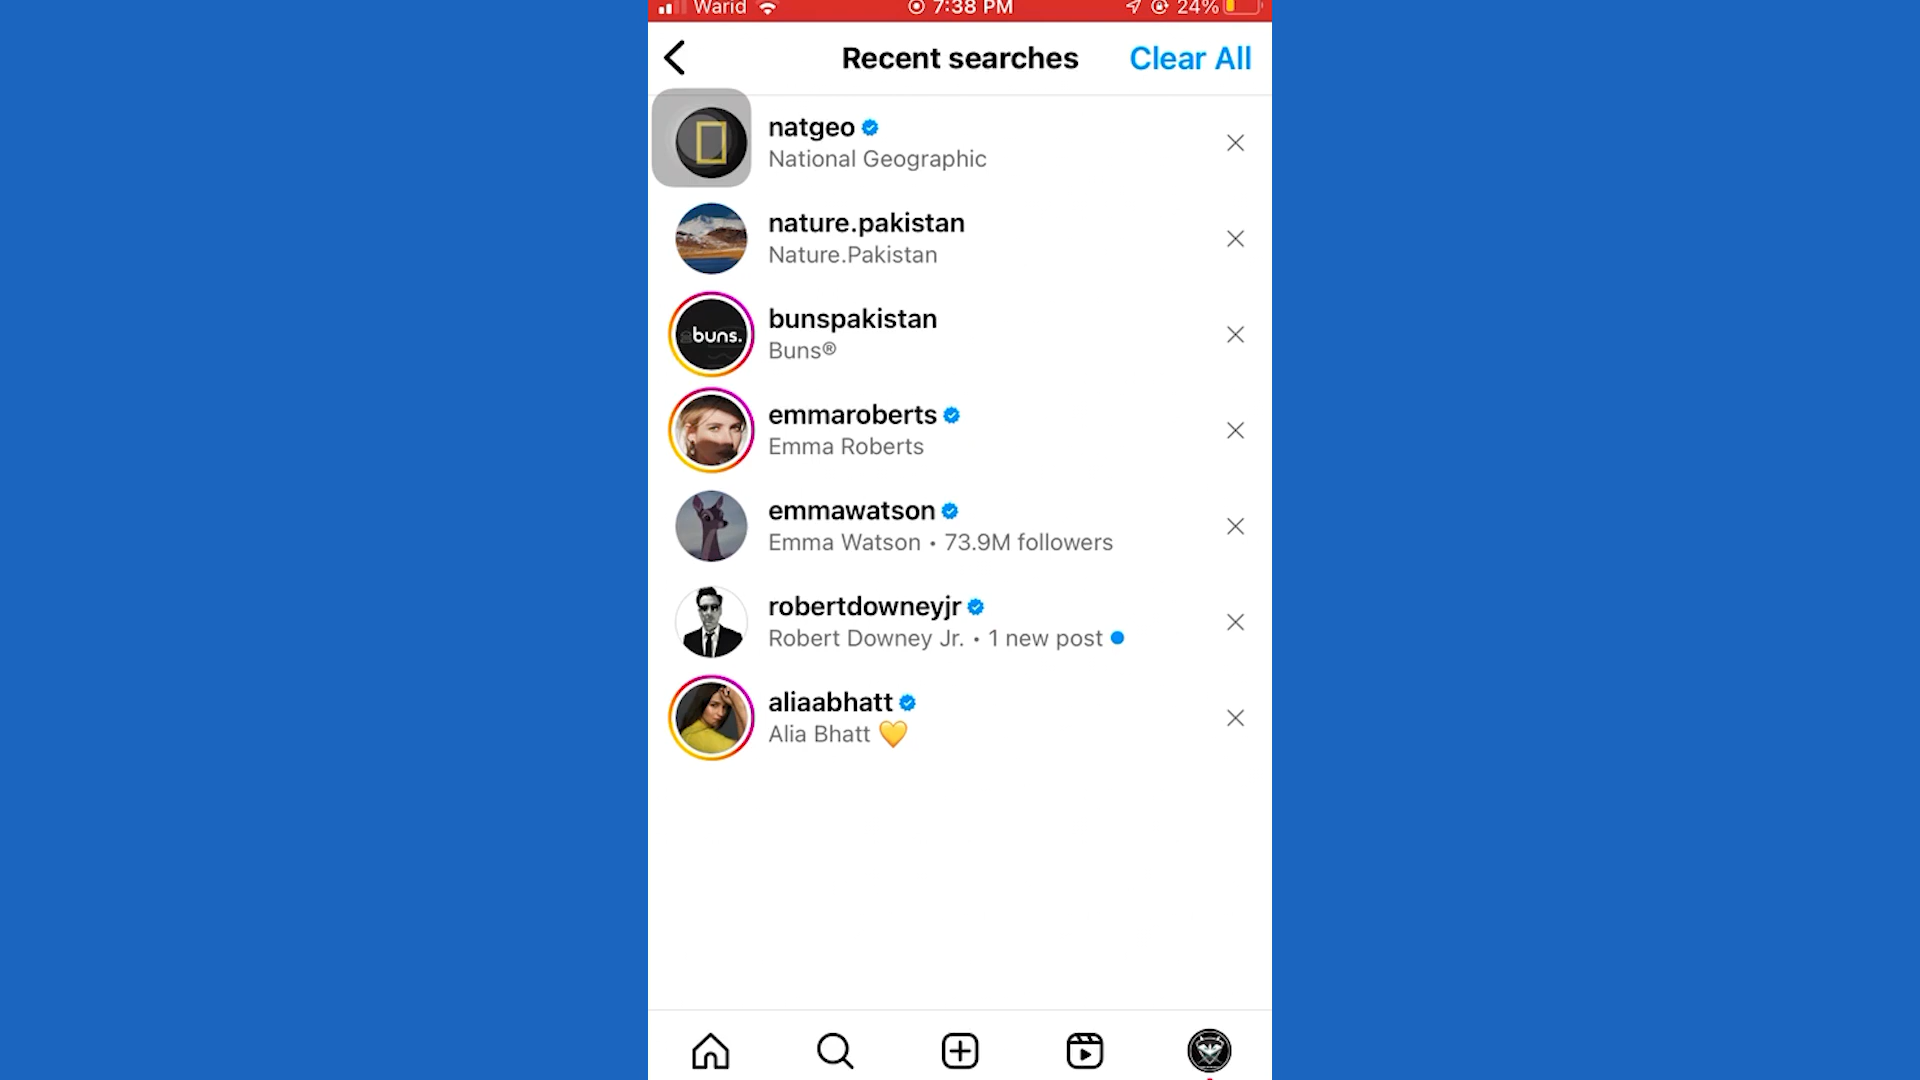 Warid 7:38 PM 24%
Recent searches Clear All
natgeo
National Geographic
nature.pakistan
Nature.Pakistan
buns.
bunspakistan
Buns®
emmaroberts
Emma Roberts
emmawatson
Emma Watson • 73.9M followers
robertdowneyjr
Robert Downey Jr. • 1 new post
aliaabhatt
Alia Bhatt 💛